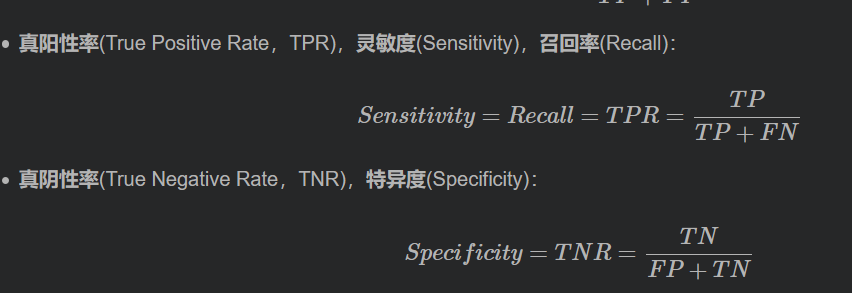 • 真阳性率(True Positive Rate，TPR)，灵敏度(Sensitivity)，召回率(Recall)：
Sensitivity = Recall = TPR = \frac{TP}{TP + FN}
• 真阴性率(True Negative Rate，TNR)，特异度(Specificity)：
Specificity = TNR = \frac{TN}{FP + TN}